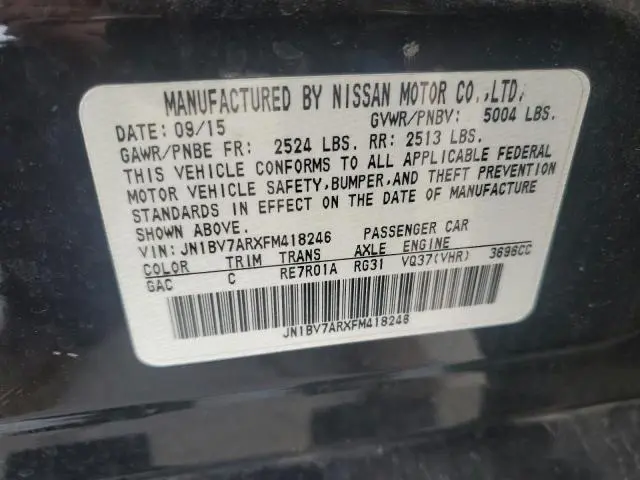 MANUFACTURED BY NISSAN MOTOR CO.,LTD.
DATE: 09/15 GVWR/PNBV: 5004 LBS.
GAWR/PNBE FR: 2524 LBS. RR: 2513 LBS.
THIS VEHICLE CONFORMS TO ALL APPLICABLE FEDERAL
MOTOR VEHICLE SAFETY,BUMPER,AND THEFT PREVENTION
STANDARDS IN EFFECT ON THE DATE OF MANUFACTURE
SHOWN ABOVE.
VIN: JN1BV7ARXFM418246 PASSENGER CAR
COLOR TRIM TRANS AXLE ENGINE
GAC C RE7R01A RG31 VQ37(VHR) 3696CC
JN1BV7ARXFM418246